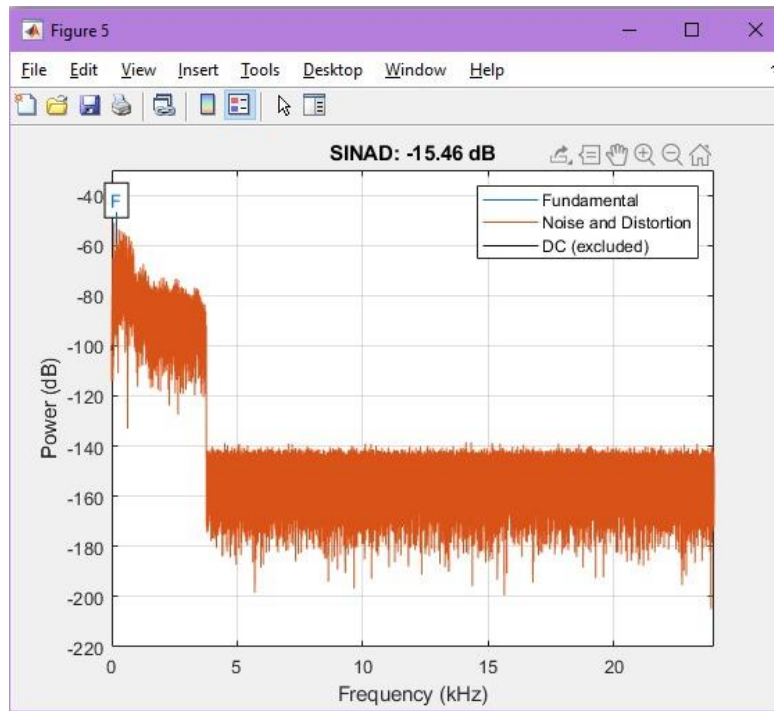 Figure 5
File Edit View Insert Tools Desktop Window Help
SINAD: -15.46 dB
F
Fundamental
Noise and Distortion
DC (excluded)
-40
-60
-80
-100
-120
-140
-160
-180
-200
-220
Power (dB)
0 5 10 15 20
Frequency (kHz)